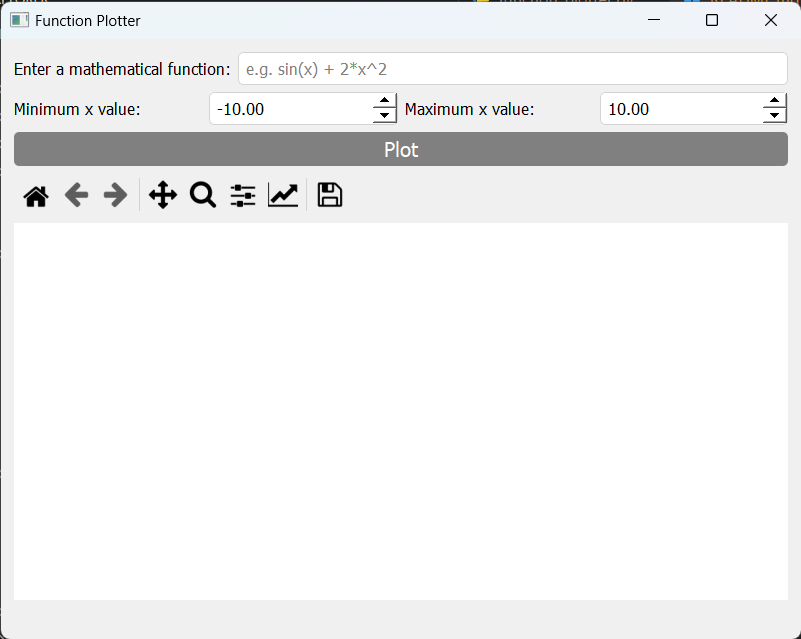 Function Plotter
Enter a mathematical function: e.g. sin(x) + 2*x^2
Minimum x value: -10.00 Maximum x value: 10.00
Plot